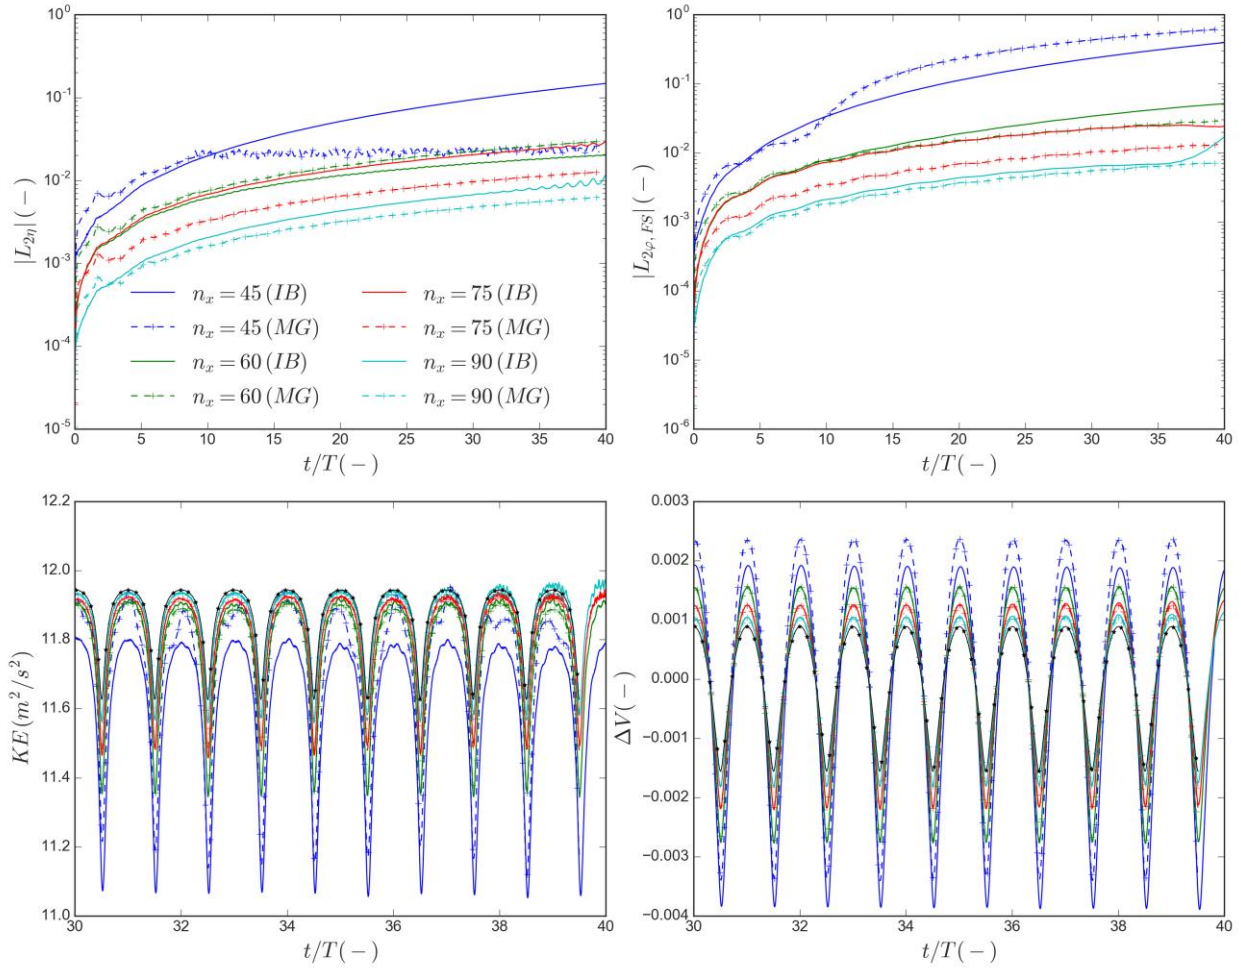 10^0
10^-1
10^-2
10^-3
10^-4
10^-5
|L_{2η}|(−)
n_x = 45 (IB)
n_x = 45 (MG)
n_x = 60 (IB)
n_x = 60 (MG)
n_x = 75 (IB)
n_x = 75 (MG)
n_x = 90 (IB)
n_x = 90 (MG)
0 5 10 15 20 25 30 35 40
t/T(−)
10^0
10^-1
10^-2
10^-3
10^-4
10^-5
10^-6
|L_{2φ,FS}|(−)
0 5 10 15 20 25 30 35 40
t/T(−)
12.2
12.0
11.8
11.6
11.4
11.2
11.0
KE(m^2/s^2)
30 32 34 36 38 40
t/T(−)
0.003
0.002
0.001
0.000
−0.001
−0.002
−0.003
−0.004
ΔV(−)
30 32 34 36 38 40
t/T(−)